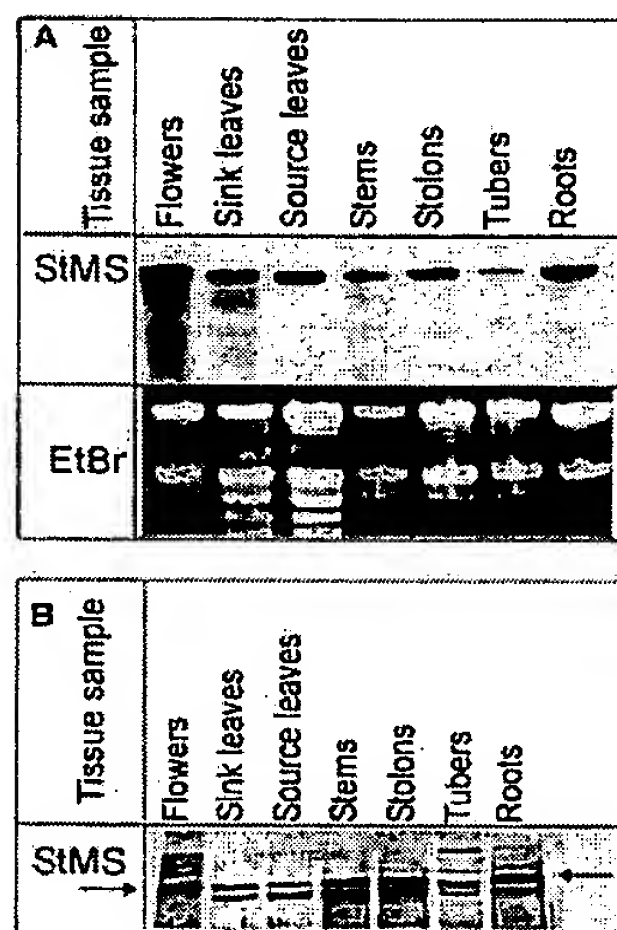 A
Tissue sample
Flowers
Sink leaves
Source leaves
Stems
Stolons
Tubers
Roots
StMS
EtBr
B
Tissue sample
Flowers
Sink leaves
Source leaves
Stems
Stolons
Tubers
Roots
StMS